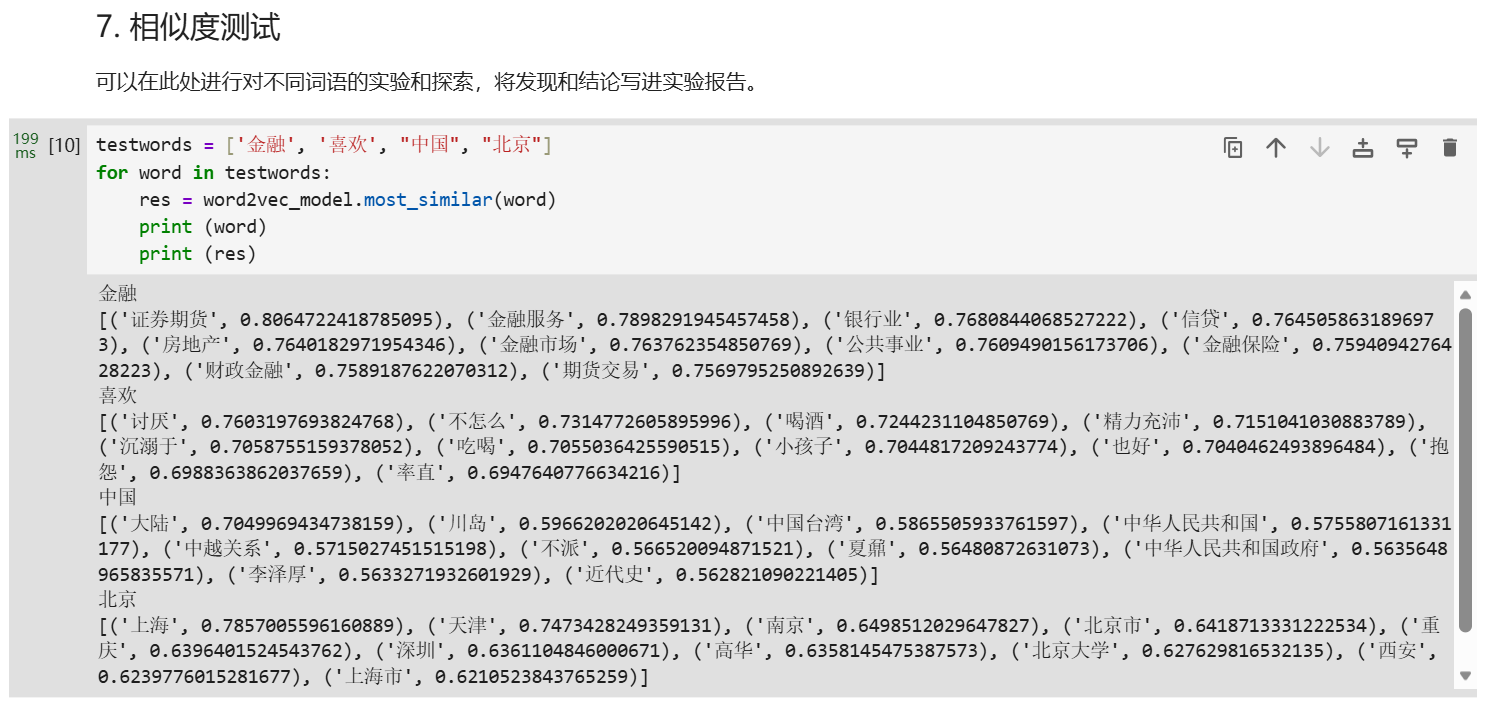 7. 相似度测试
可以在此处进行对不同词语的实验和探索，将发现和结论写进实验报告。
199
ms
[10]
testwords = ['金融', '喜欢', "中国", "北京"]
for word in testwords:
    res = word2vec_model.most_similar(word)
    print (word)
    print (res)
金融
[('证券期货', 0.8064722418785095), ('金融服务', 0.7898291945457458), ('银行业', 0.7680844068527222), ('信贷', 0.764505863189697
3), ('房地产', 0.7640182971954346), ('金融市场', 0.763762354850769), ('公共事业', 0.7609490156173706), ('金融保险', 0.7594094276
428223), ('财政金融', 0.7589187622070312), ('期货交易', 0.7569795250892639)]
喜欢
[('讨厌', 0.7603197693824768), ('不怎么', 0.7314772605895996), ('喝酒', 0.7244231104850769), ('精力充沛', 0.7151041030883789),
('沉溺于', 0.7058755159378052), ('吃喝', 0.7055036425590515), ('小孩子', 0.7044817209243774), ('也好', 0.7040462493896484), ('抱
怨', 0.6988363862037659), ('率直', 0.6947640776634216)]
中国
[('大陆', 0.7049969434738159), ('川岛', 0.5966202020645142), ('中国台湾', 0.5865505933761597), ('中华人民共和国', 0.5755807161331
177), ('中越关系', 0.5715027451515198), ('不派', 0.566520094871521), ('夏鼐', 0.56480872631073), ('中华人民共和国政府', 0.5635648
965835571), ('李泽厚', 0.5633271932601929), ('近代史', 0.562821090221405)]
北京
[('上海', 0.7857005596160889), ('天津', 0.7473428249359131), ('南京', 0.6498512029647827), ('北京市', 0.6418713331222534), ('重
庆', 0.6396401524543762), ('深圳', 0.6361104846000671), ('高华', 0.6358145475387573), ('北京大学', 0.627629816532135), ('西安',
0.6239776015281677), ('上海市', 0.6210523843765259)]